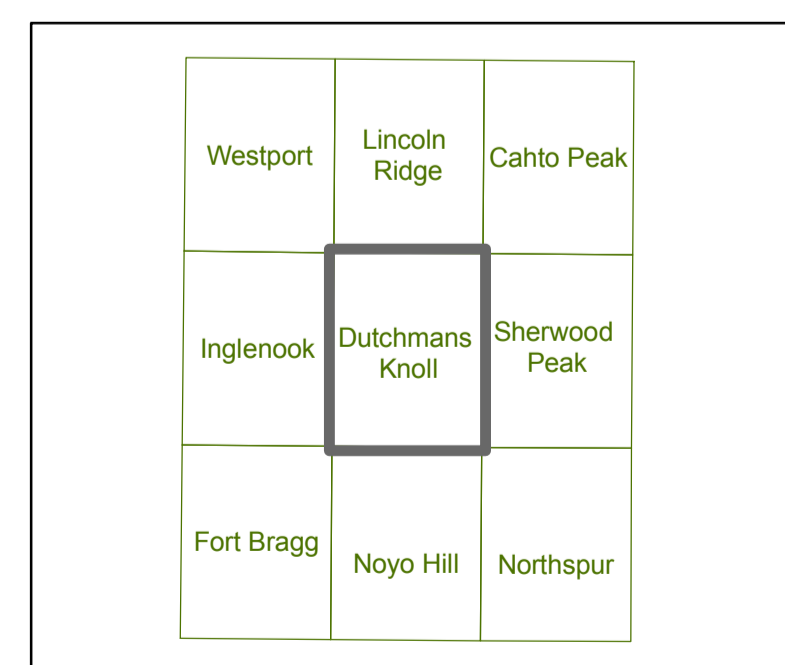 Westport
Lincoln
Ridge
Cahto Peak
Inglenook
Dutchmans
Knoll
Sherwood
Peak
Fort Bragg
Noyo Hill
Northspur